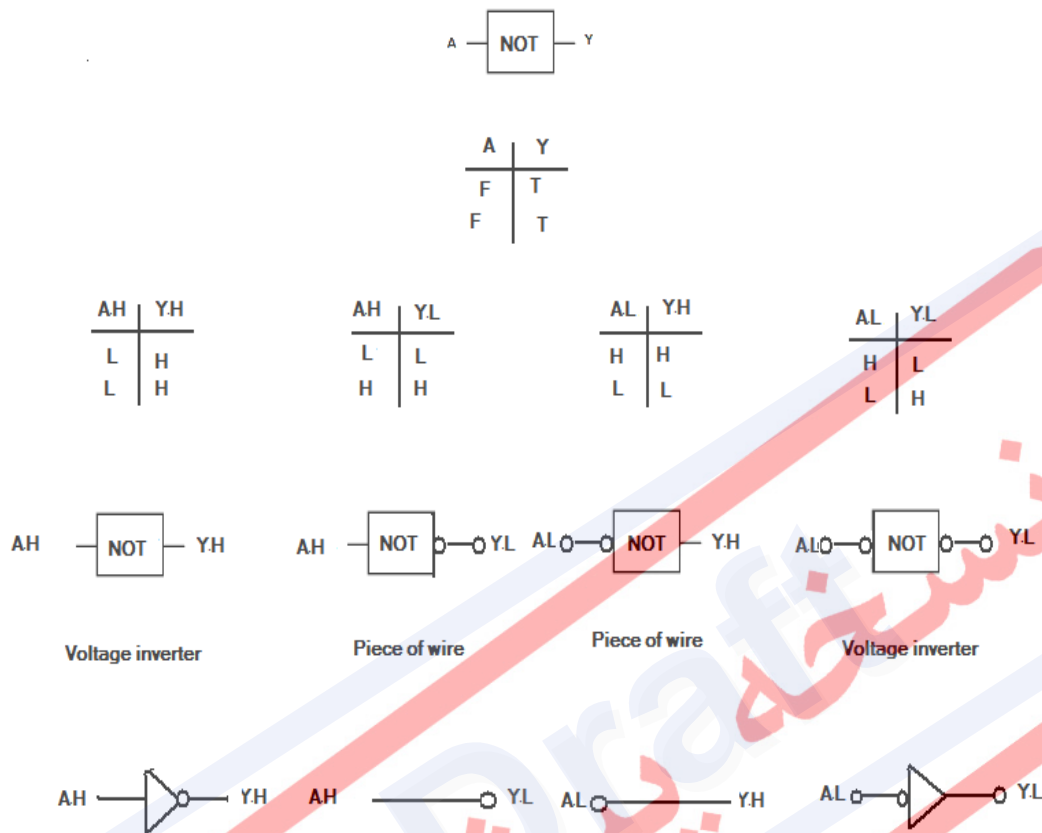 A NOT Y
A Y
F T
F T
A.H Y.H
L H
L H
A.H Y.L
L L
H H
A.L Y.H
H H
L L
A.L Y.L
H L
L H
A.H NOT Y.H
A.H NOT Y.L
A.L NOT Y.H
A.L NOT Y.L
Voltage inverter
Piece of wire
Piece of wire
Voltage inverter
A.H Y.H
A.H Y.L
A.L Y.H
A.L Y.L
Draft